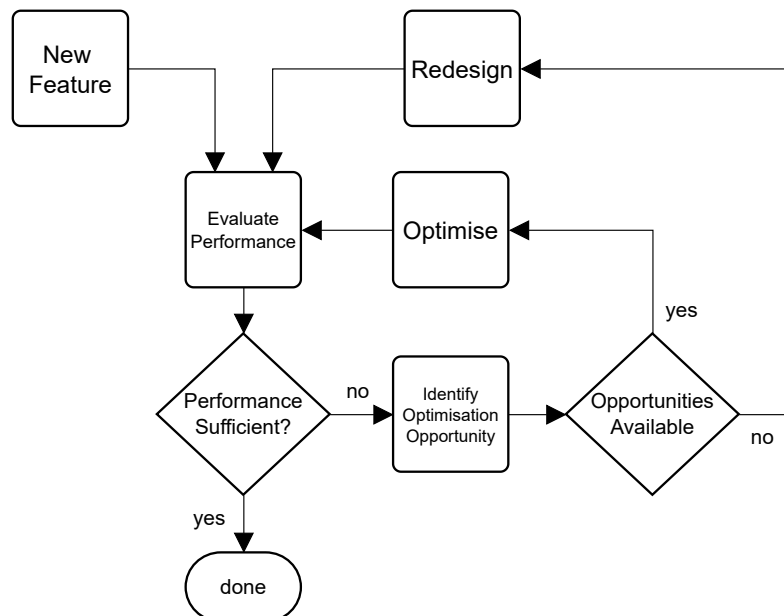 New
Feature
Redesign
Evaluate
Performance
Optimise
yes
Performance
Sufficient?
no
Identify
Optimisation
Opportunity
Opportunities
Available
no
yes
done